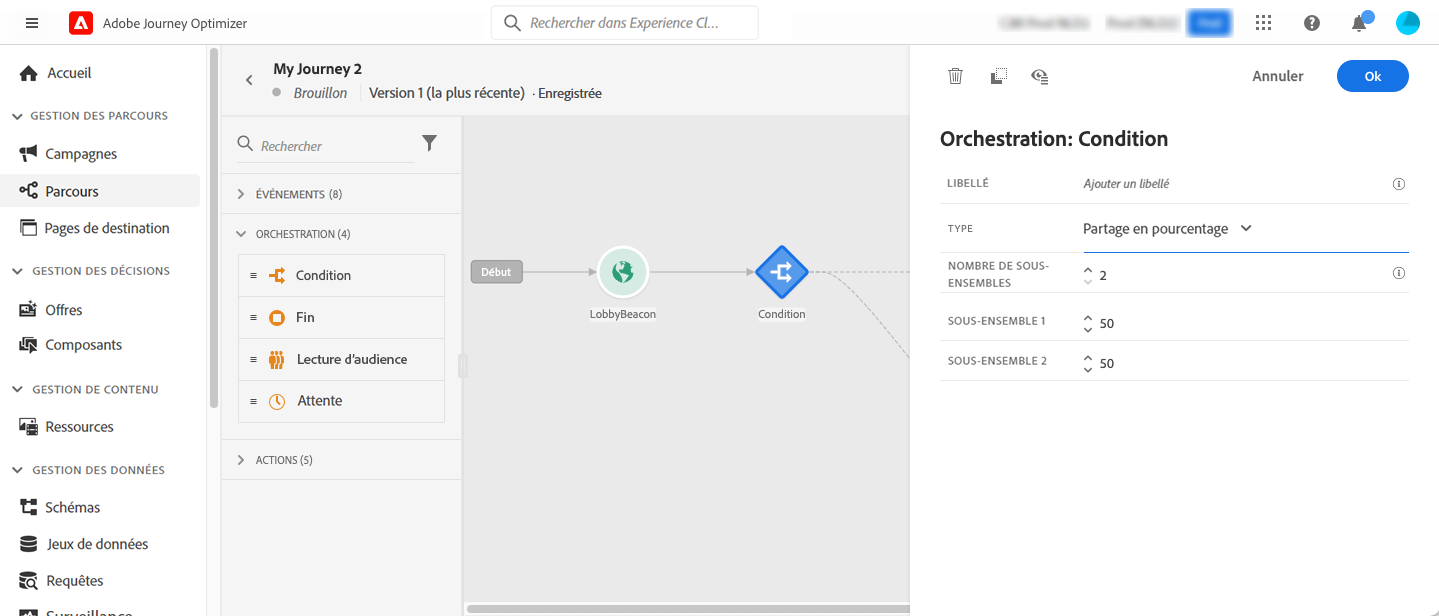 Adobe Journey Optimizer
Rechercher dans Experience Cl...
Accueil
GESTION DES PARCOURS
Campagnes
Parcours
Pages de destination
GESTION DES DÉCISIONS
Offres
Composants
GESTION DE CONTENU
Ressources
GESTION DES DONNÉES
Schémas
Jeux de données
Requêtes
Surveillance
My Journey 2
Brouillon Version 1 (la plus récente) · Enregistrée
Rechercher
ÉVÉNEMENTS (8)
ORCHESTRATION (4)
Condition
Fin
Lecture d'audience
Attente
ACTIONS (5)
Début
LobbyBeacon
Condition
Annuler Ok
Orchestration: Condition
LIBELLÉ Ajouter un libellé
TYPE Partage en pourcentage
NOMBRE DE SOUS-
ENSEMBLES 2
SOUS-ENSEMBLE 1 50
SOUS-ENSEMBLE 2 50